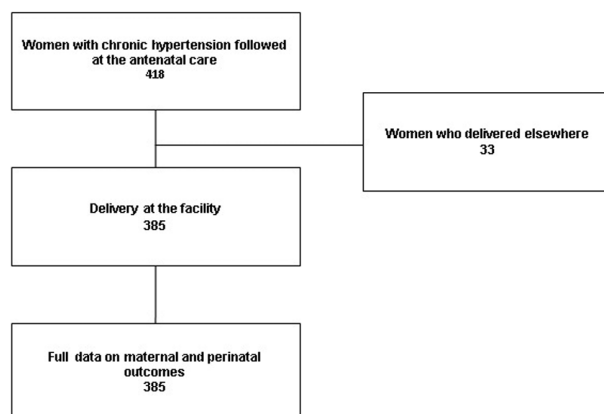 Women with chronic hypertension followed
at the antenatal care
418
Women who delivered elsewhere
33
Delivery at the facility
385
Full data on maternal and perinatal
outcomes
385